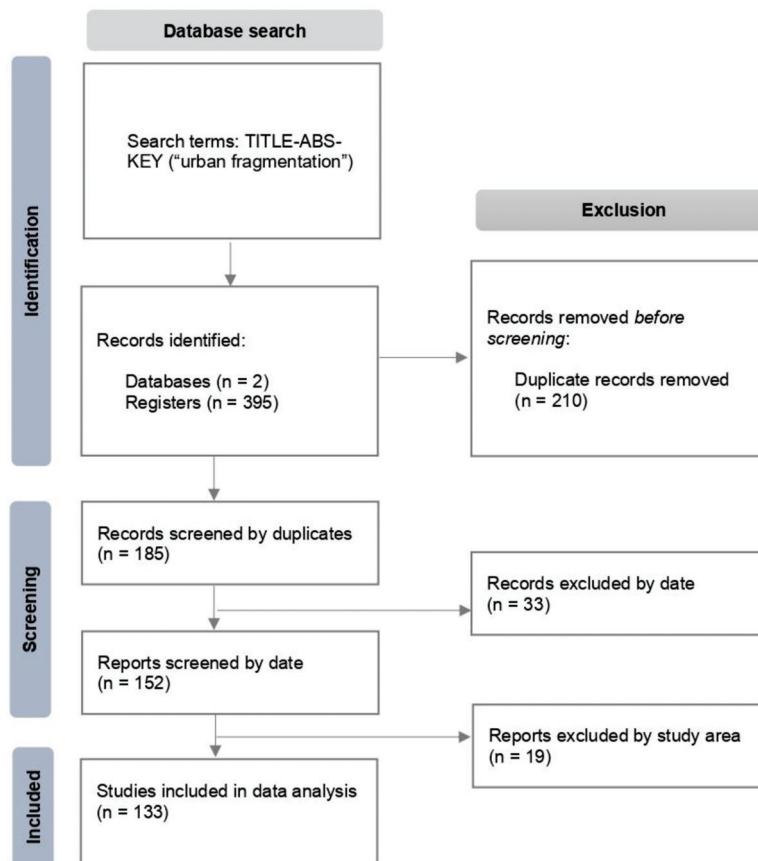 Database search
Identification
Search terms: TITLE-ABS-
KEY (“urban fragmentation”)
Exclusion
Records identified:
Databases (n = 2)
Registers (n = 395)
Records removed before
screening:
Duplicate records removed
(n = 210)
Screening
Records screened by duplicates
(n = 185)
Records excluded by date
(n = 33)
Reports screened by date
(n = 152)
Reports excluded by study area
(n = 19)
Included
Studies included in data analysis
(n = 133)